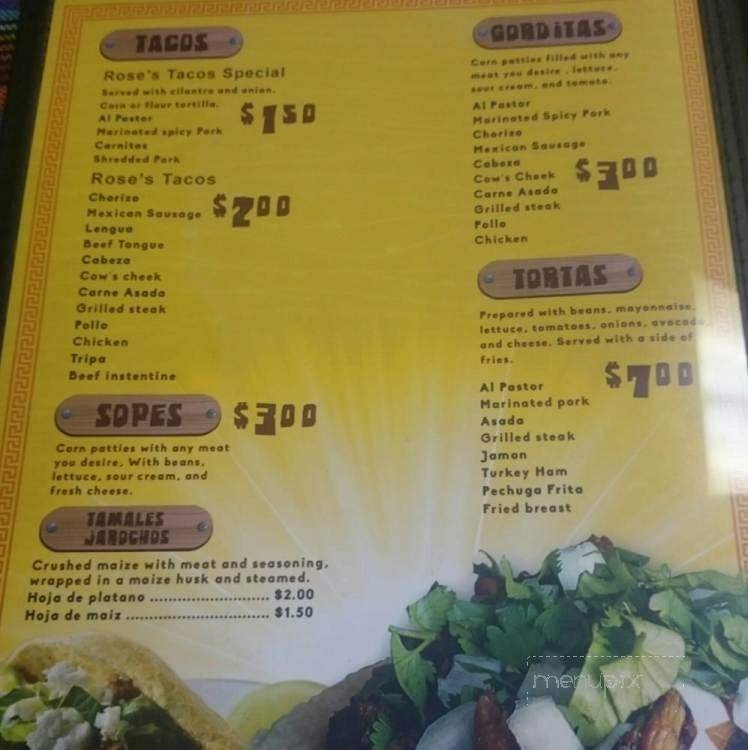 TACOS
Rose's Tacos Special
Served with cilantro and onion.
Corn or flour tortilla.
Al Pastor
Marinated spicy Pork
Carnitas
Shredded Pork
$1.50
Rose's Tacos
Chorizo
Mexican Sausage
$2.00
Lengua
Beef Tongue
Cabeza
Cow's cheek
Carne Asada
Grilled steak
Pollo
Chicken
Tripa
Beef instentine
SOPES
$3.00
Corn patties with any meat
you desire, With beans,
lettuce, sour cream, and
fresh cheese.
TAMALES
JAROCHOS
Crushed maize with meat and seasoning,
wrapped in a maize husk and steamed.
Hoja de platano ........................... $2.00
Hoja de maiz ................................ $1.50
GORDITAS
Corn patties filled with any
meat you desire , lettuce,
sour cream, and tomato.
Al Pastor
Marinated Spicy Pork
Chorizo
Mexican Sausage
Cabeza
Cow's Cheek
$3.00
Carne Asada
Grilled steak
Pollo
Chicken
TORTAS
Prepared with beans, mayonnaise,
lettuce, tomatoes, onions, avocado
and cheese. Served with a side of
fries.
$7.00
Al Pastor
Marinated pork
Asada
Grilled steak
Jamon
Turkey Ham
Pechuga Frita
Fried breast
menupix